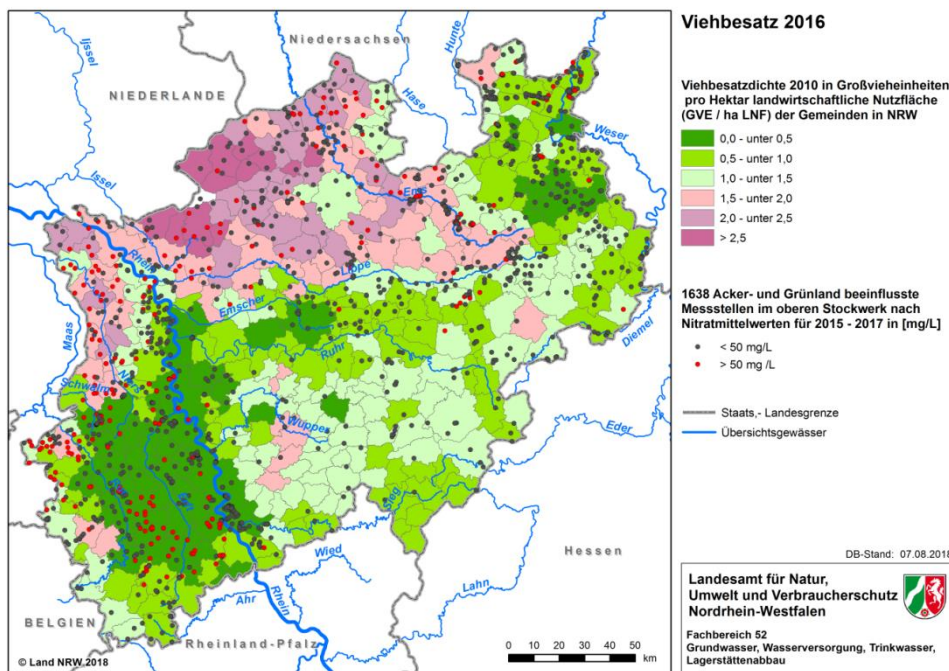 Viehbesatz 2016
Viehbesatzdichte 2010 in Großvieheinheiten
pro Hektar landwirtschaftliche Nutzfläche
(GVE / ha LNF) der Gemeinden in NRW
0,0 - unter 0,5
0,5 - unter 1,0
1,0 - unter 1,5
1,5 - unter 2,0
2,0 - unter 2,5
> 2,5
1638 Acker- und Grünland beeinflusste
Messstellen im oberen Stockwerk nach
Nitratmittelwerten für 2015 - 2017 in [mg/L]
< 50 mg/L
> 50 mg /L
Staats,- Landesgrenze
Übersichtsgewässer
DB-Stand: 07.08.2018
Landesamt für Natur,
Umwelt und Verbraucherschutz
Nordrhein-Westfalen
Fachbereich 52
Grundwasser, Wasserversorgung, Trinkwasser,
Lagerstättenabau
Niedersachsen
NIEDERLANDE
Ijssel
Hunte
Hase
Weser
Issel
Ems
Rhein
Lippe
Emscher
Ruhr
Maas
Niers
Schwalm
Diemel
Wupper
Eder
Erft
Sieg
Hessen
Wied
Lahn
Ahr
Rhein
BELGIEN
Rheinland-Pfalz
© Land NRW 2018
0 10 20 30 40 50
km